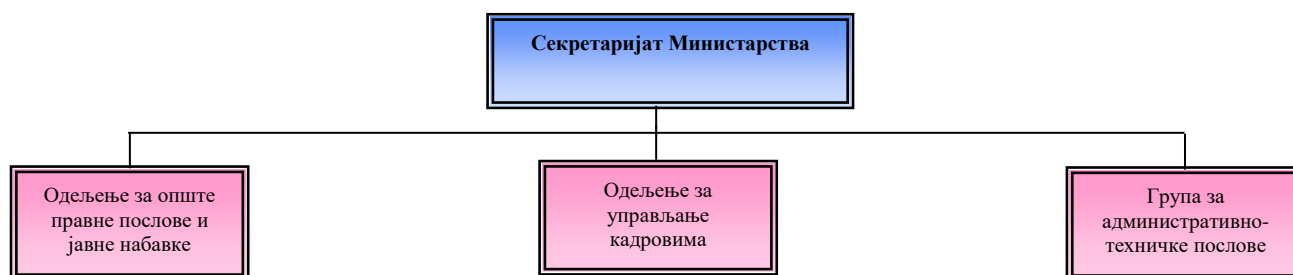 Секретаријат Министарства
Одељење за опште
правне послове и
јавне набавке
Одељење за
управљање
кадровима
Група за
административно-
техничке послове